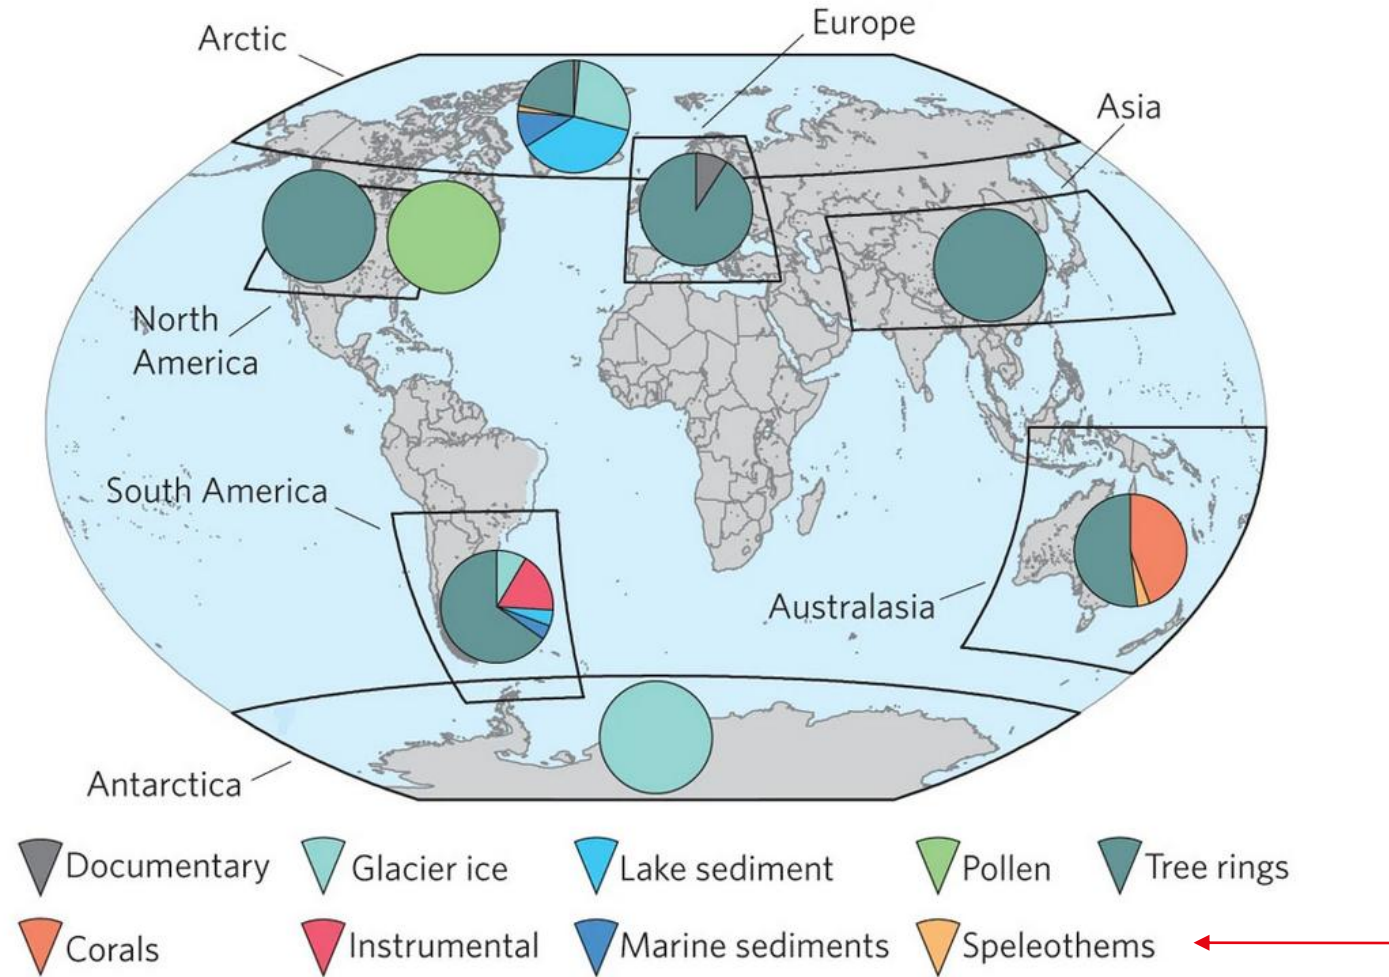 Arctic
Europe
Asia
North
America
South America
Australasia
Antarctica
Documentary
Glacier ice
Lake sediment
Pollen
Tree rings
Corals
Instrumental
Marine sediments
Speleothems